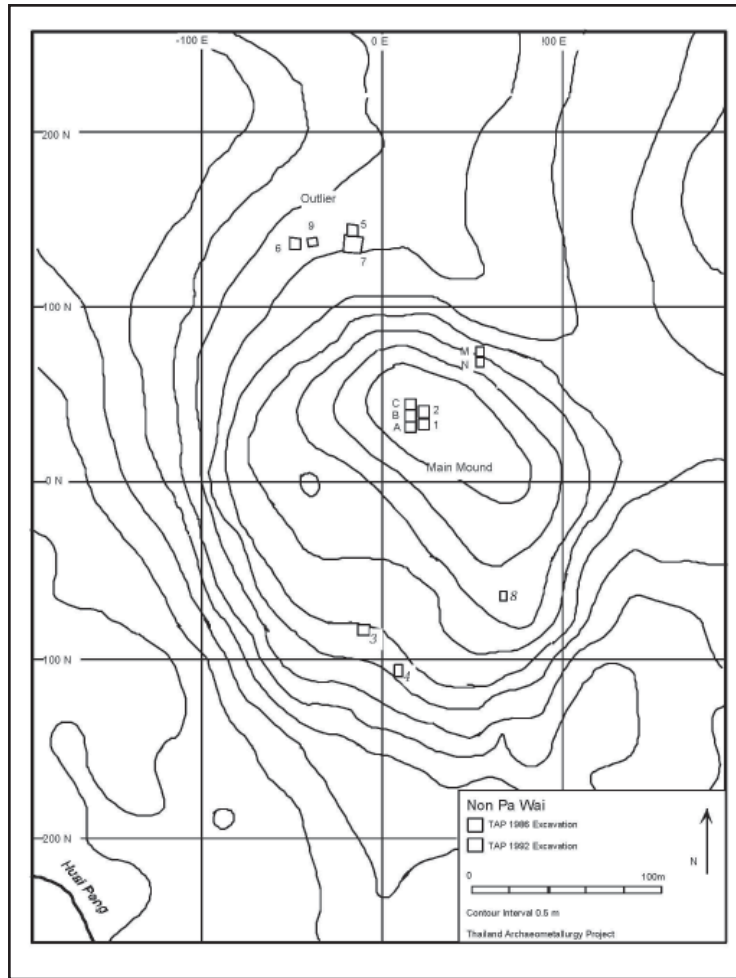 -100 E
0 E
!00 E
200 N
Outlier
9
5
6
7
100 N
M
N
C
2
B
A
1
Main Mound
0 N
8
3
100 N
4
200 N
Huai Pong
Non Pa Wai
TAP 1986 Excavation
TAP 1992 Excavation
N
0
100m
Contour Interval 0.5 m
Thailand Archaeometallurgy Project